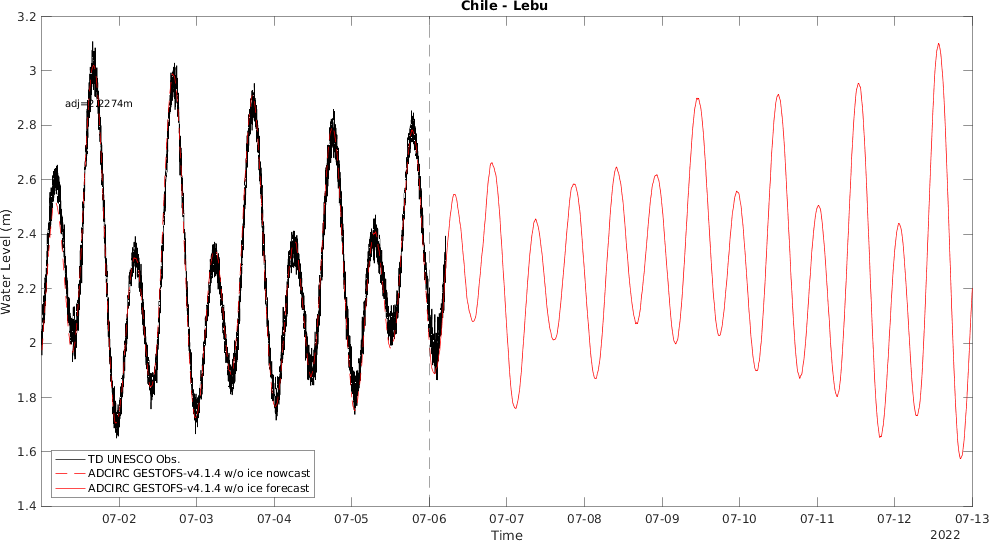 Chile - Lebu
3.2
3
2.8
2.6
2.4
2.2
2
1.8
1.6
1.4
Water Level (m)
adj=2.2274m
TD UNESCO Obs.
ADCIRC GESTOFS-v4.1.4 w/o ice nowcast
ADCIRC GESTOFS-v4.1.4 w/o ice forecast
07-02 07-03 07-04 07-05 07-06 07-07 07-08 07-09 07-10 07-11 07-12 07-13
Time
2022